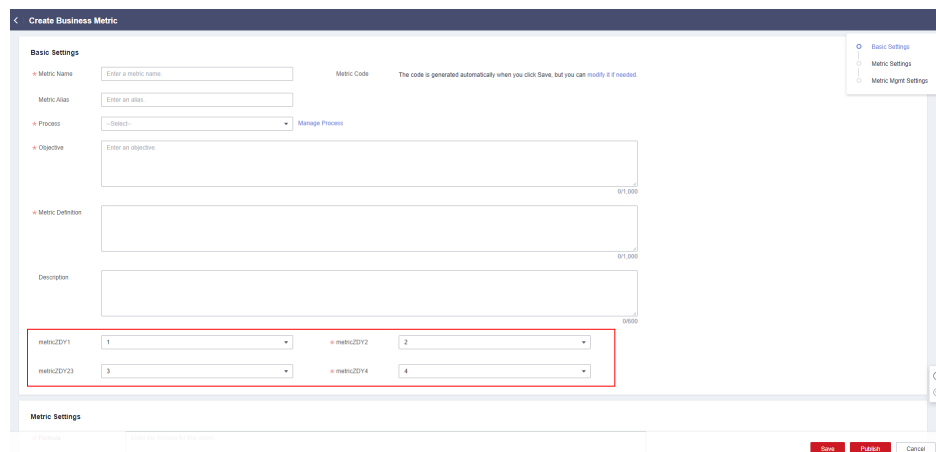 Create Business Metric
Basic Settings
Metric Settings
Metric Mgmt Settings
Basic Settings
* Metric Name Enter a metric name. Metric Code The code is generated automatically when you click Save, but you can modify it if needed.
Metric Alias Enter an alias.
* Process --Select-- Manage Process
* Objective Enter an objective.
0/1,000
* Metric Definition
0/1,000
Description
0/600
metricZDY1 1 * metricZDY2 2
metricZDY23 3 * metricZDY4 4
Metric Settings
* Formula
Save Publish Cancel